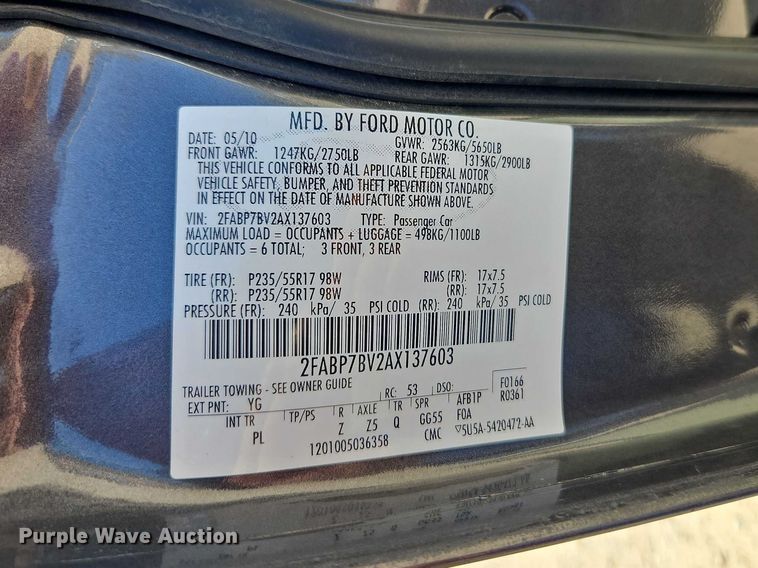 MFD. BY FORD MOTOR CO.
DATE: 05/10 GVWR: 2563KG/5650LB
FRONT GAWR: 1247KG/2750LB REAR GAWR: 1315KG/2900LB
THIS VEHICLE CONFORMS TO ALL APPLICABLE FEDERAL MOTOR
VEHICLE SAFETY, BUMPER, AND THEFT PREVENTION STANDARDS
IN EFFECT ON THE DATE OF MANUFACTURE SHOWN ABOVE.
VIN: 2FABP7BV2AX137603 TYPE: Passenger Car
MAXIMUM LOAD = OCCUPANTS + LUGGAGE = 498KG/1100LB
OCCUPANTS = 6 TOTAL; 3 FRONT, 3 REAR
TIRE (FR): P235/55R17 98W RIMS (FR): 17x7.5
(RR): P235/55R17 98W (RR): 17x7.5
PRESSURE (FR): 240 kPa/ 35 PSI COLD (RR): 240 kPa/ 35 PSI COLD
2FABP7BV2AX137603
TRAILER TOWING - SEE OWNER GUIDE
EXT PNT: YG RC: 53 DSO: F0166
INT TR TP/PS R AXLE TR SPR AFB1P R0361
PL Z Z5 Q GG55 FOA
1201005036358 CMC ▽5U5A-5420472-AA
Purple Wave Auction